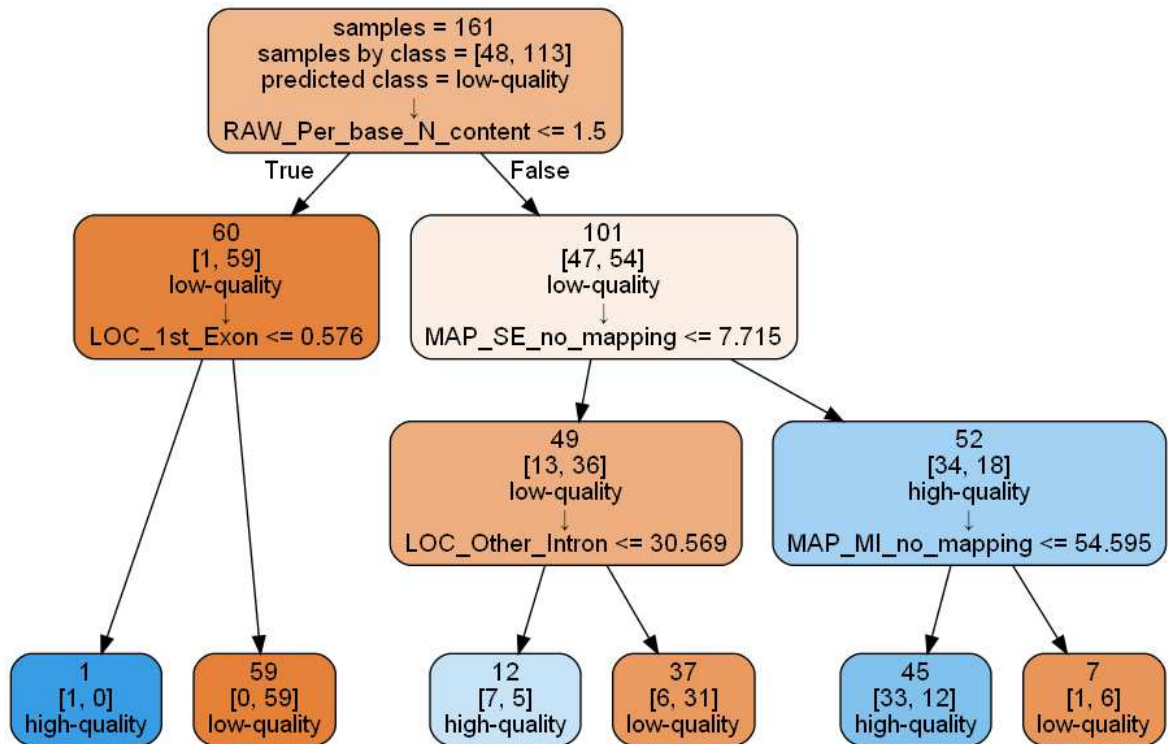 samples = 161
samples by class = [48, 113]
predicted class = low-quality
↓
RAW_Per_base_N_content <= 1.5
True
False
60
[1, 59]
low-quality
↓
LOC_1st_Exon <= 0.576
101
[47, 54]
low-quality
↓
MAP_SE_no_mapping <= 7.715
49
[13, 36]
low-quality
↓
LOC_Other_Intron <= 30.569
52
[34, 18]
high-quality
↓
MAP_MI_no_mapping <= 54.595
1
[1, 0]
high-quality
59
[0, 59]
low-quality
12
[7, 5]
high-quality
37
[6, 31]
low-quality
45
[33, 12]
high-quality
7
[1, 6]
low-quality